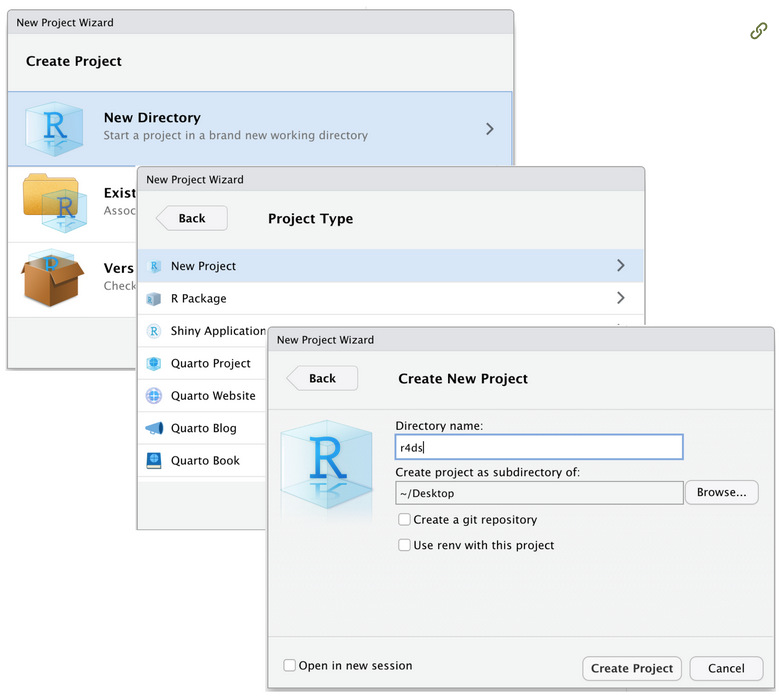 New Project Wizard
Create Project
New Directory
Start a project in a brand new working directory
Exist
Assoc
Vers
Check
New Project Wizard
Back
Project Type
New Project
R Package
Shiny Application
Quarto Project
Quarto Website
Quarto Blog
Quarto Book
New Project Wizard
Back
Create New Project
Directory name:
r4ds
Create project as subdirectory of:
~/Desktop
Browse...
Create a git repository
Use renv with this project
Open in new session
Create Project
Cancel